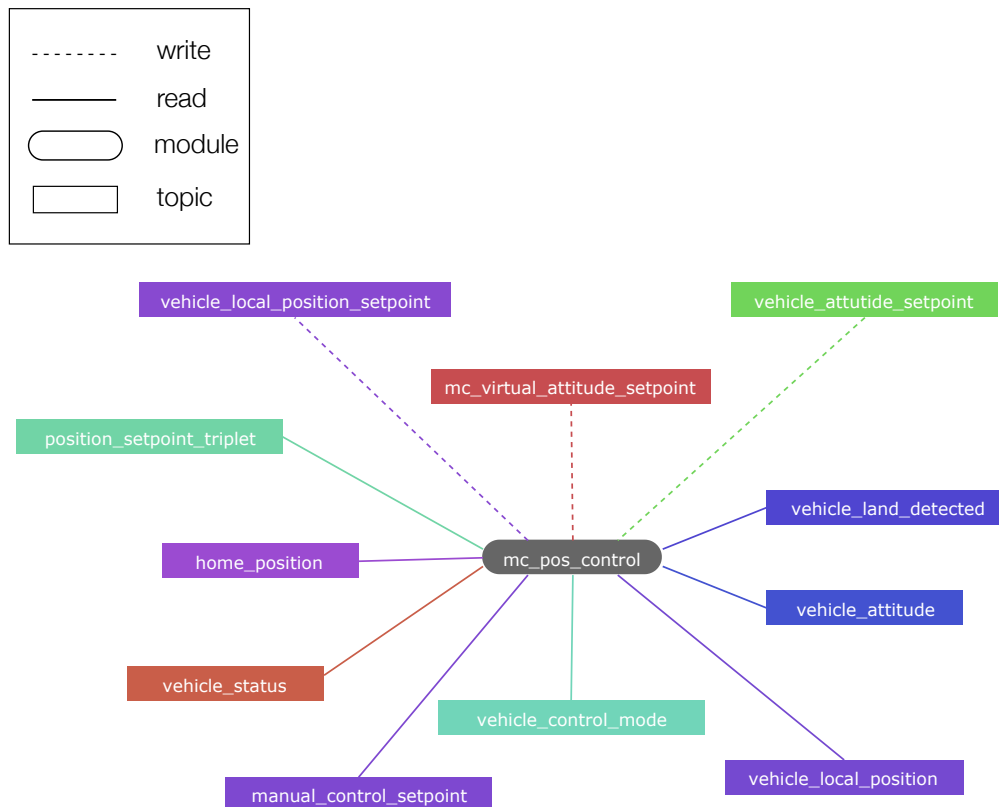 write
read
module
topic
vehicle_local_position_setpoint
vehicle_attutide_setpoint
mc_virtual_attitude_setpoint
position_setpoint_triplet
vehicle_land_detected
home_position
mc_pos_control
vehicle_attitude
vehicle_status
vehicle_control_mode
vehicle_local_position
manual_control_setpoint